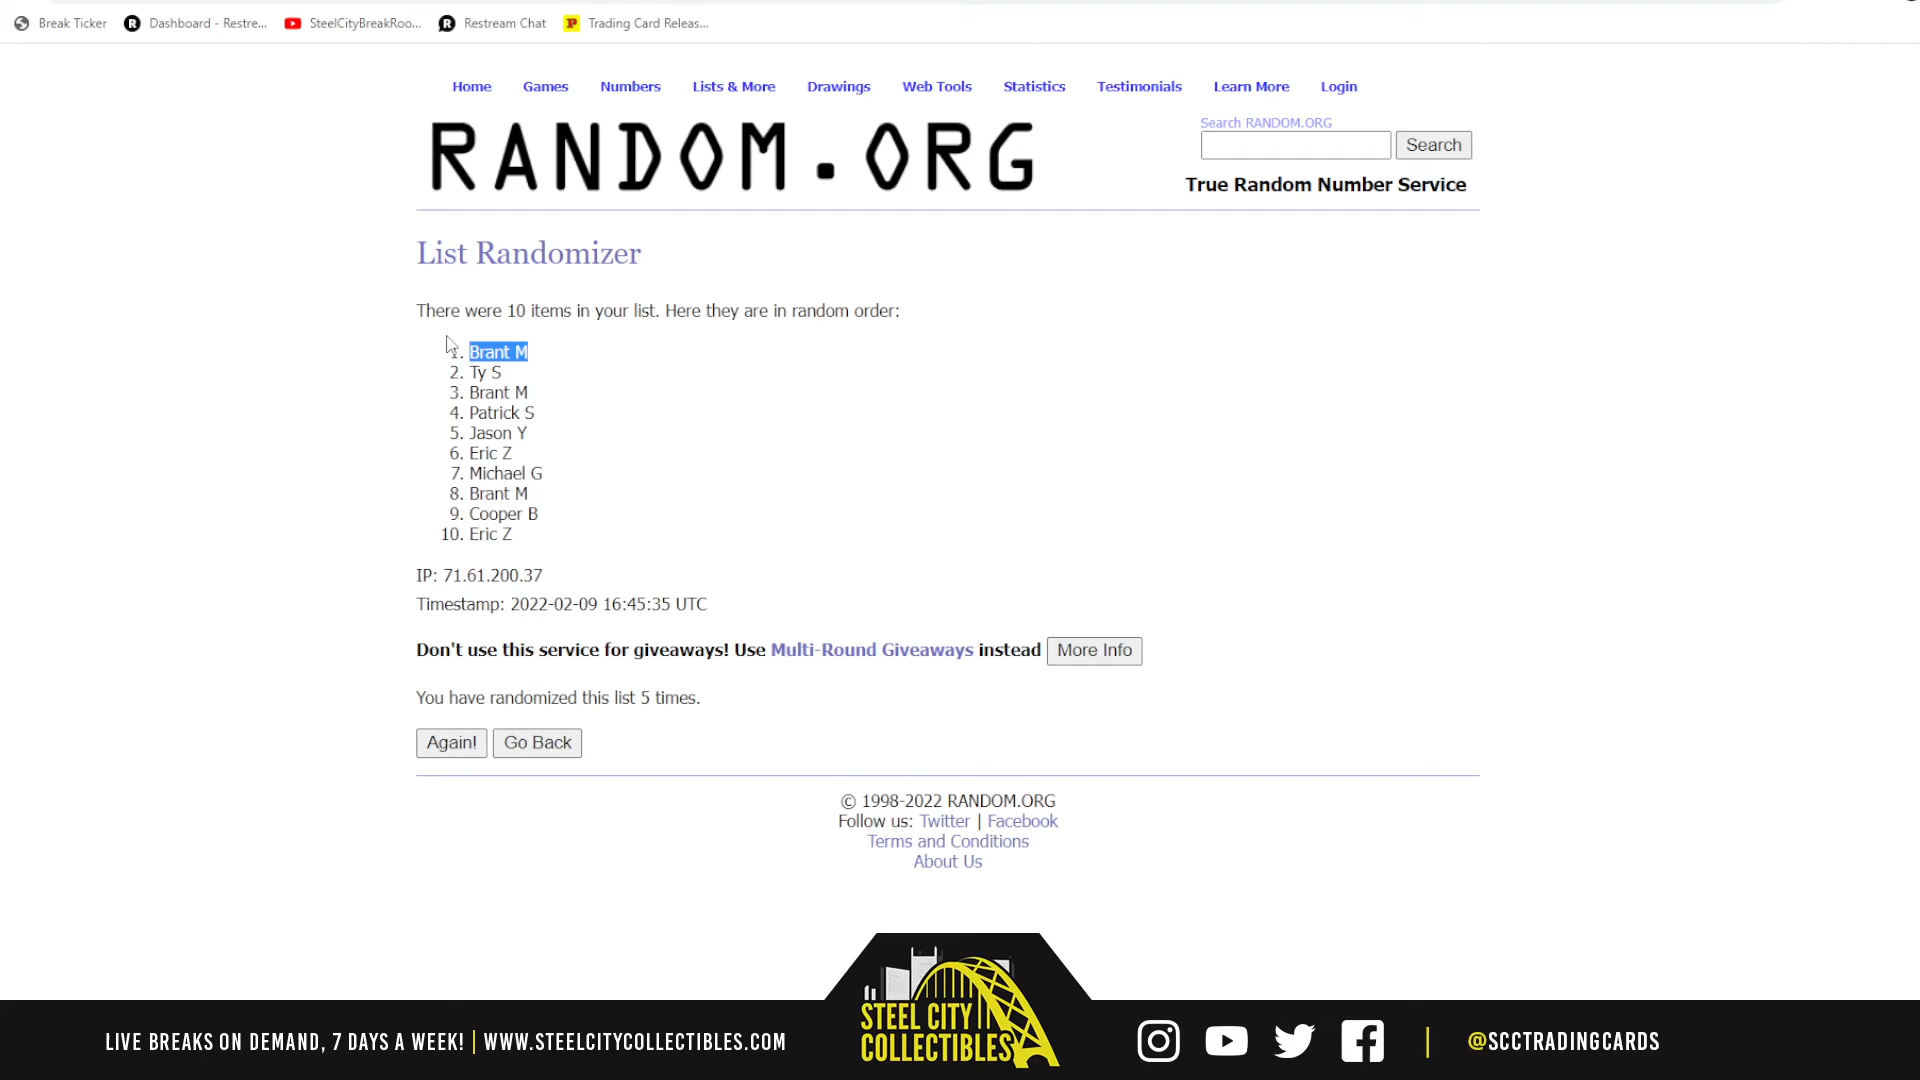 Break Ticker
Dashboard - Restre...
SteelCityBreakRoo...
Restream Chat
Trading Card Releas...
Home Games Numbers Lists & More Drawings Web Tools Statistics Testimonials Learn More Login
RANDOM.ORG
Search RANDOM.ORG
Search
True Random Number Service
List Randomizer
There were 10 items in your list. Here they are in random order:
1. Brant M
2. Ty S
3. Brant M
4. Patrick S
5. Jason Y
6. Eric Z
7. Michael G
8. Brant M
9. Cooper B
10. Eric Z
IP: 71.61.200.37
Timestamp: 2022-02-09 16:45:35 UTC
Don't use this service for giveaways! Use Multi-Round Giveaways instead More Info
You have randomized this list 5 times.
Again! Go Back
© 1998-2022 RANDOM.ORG
Follow us: Twitter | Facebook
Terms and Conditions
About Us
LIVE BREAKS ON DEMAND, 7 DAYS A WEEK! | WWW.STEELCITYCOLLECTIBLES.COM
STEEL CITY
COLLECTIBLES
@SCCTRADINGCARDS